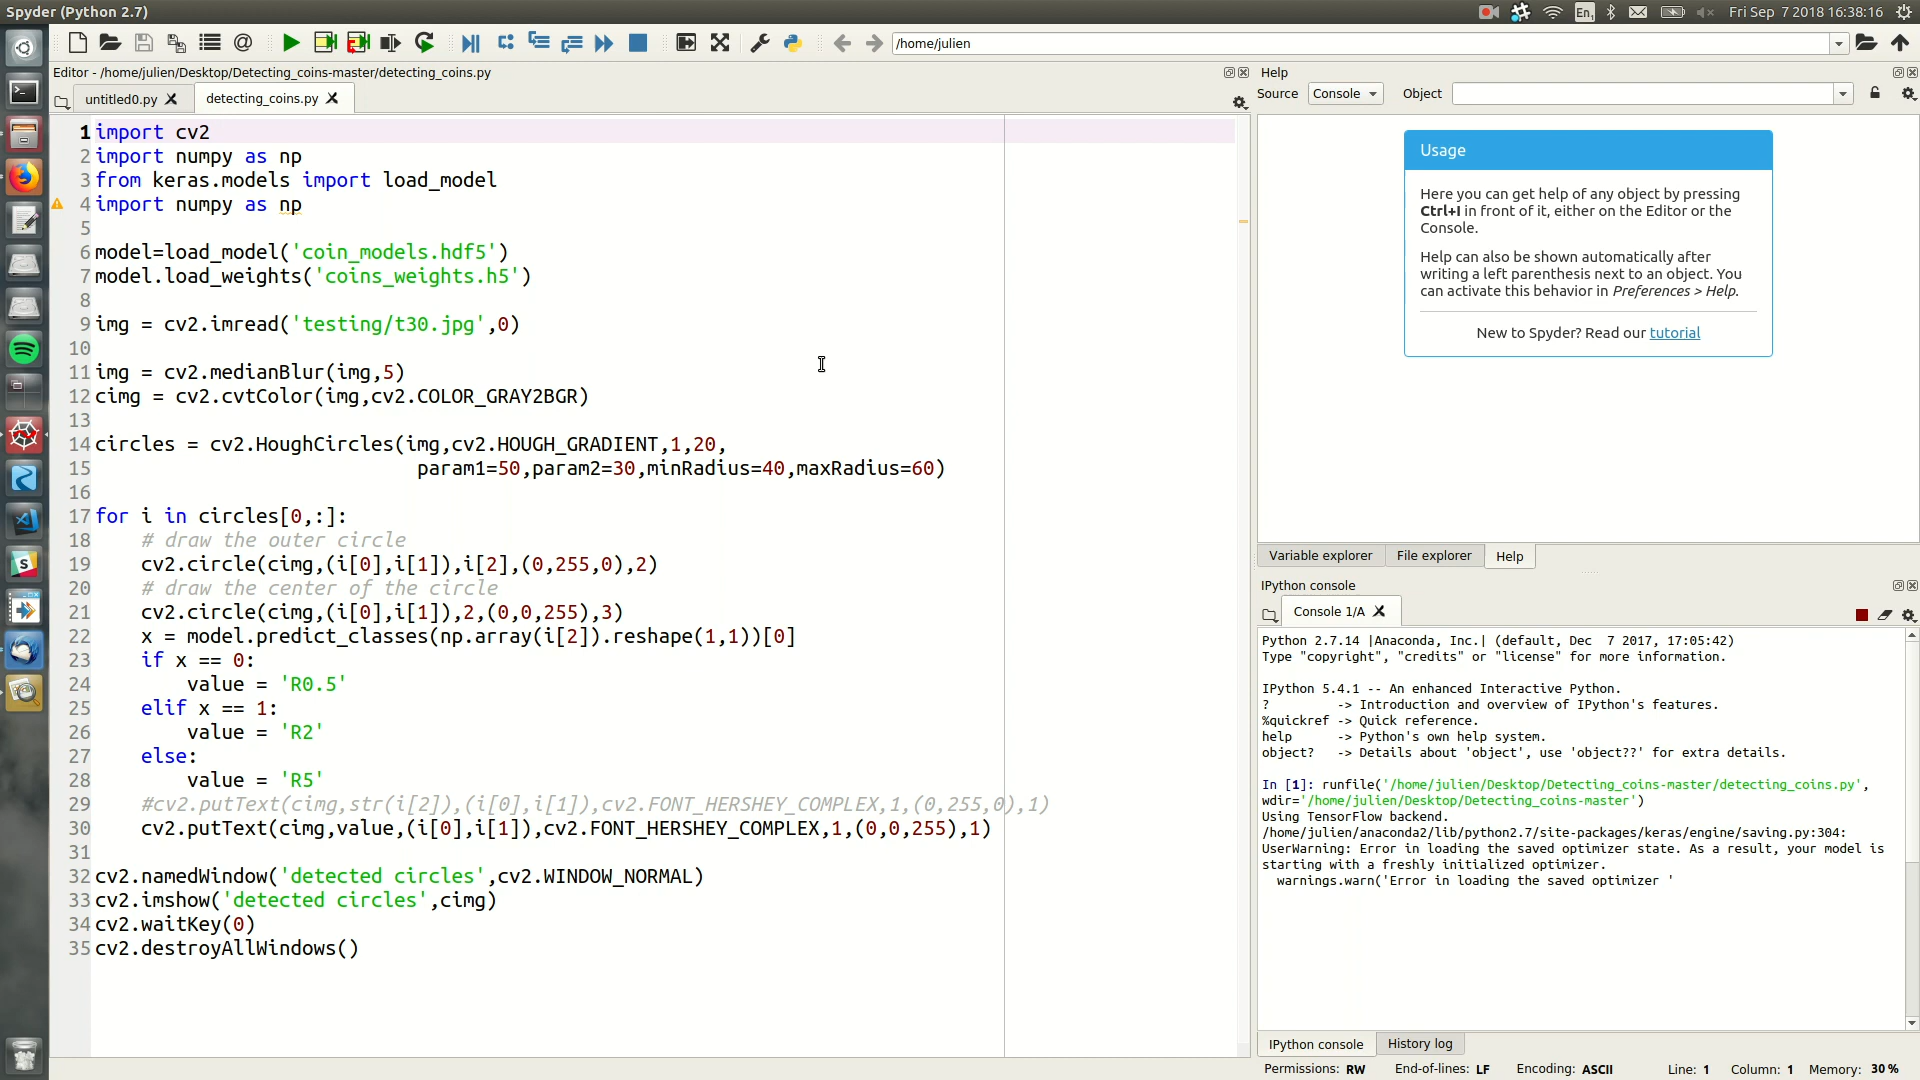 Spyder (Python 2.7)
En1
Fri Sep 7 2018 16:38:16
/home/julien
Editor - /home/julien/Desktop/Detecting_coins-master/detecting_coins.py
untitled0.py
detecting_coins.py
1 import cv2
2 import numpy as np
3 from keras.models import load_model
4 import numpy as np
5
6 model=load_model('coin_models.hdf5')
7 model.load_weights('coins_weights.h5')
8
9 img = cv2.imread('testing/t30.jpg',0)
10
11 img = cv2.medianBlur(img,5)
12 cimg = cv2.cvtColor(img,cv2.COLOR_GRAY2BGR)
13
14 circles = cv2.HoughCircles(img,cv2.HOUGH_GRADIENT,1,20,
15                             param1=50,param2=30,minRadius=40,maxRadius=60)
16
17 for i in circles[0,:]:
18     # draw the outer circle
19     cv2.circle(cimg,(i[0],i[1]),i[2],(0,255,0),2)
20     # draw the center of the circle
21     cv2.circle(cimg,(i[0],i[1]),2,(0,0,255),3)
22     x = model.predict_classes(np.array(i[2]).reshape(1,1))[0]
23     if x == 0:
24         value = 'R0.5'
25     elif x == 1:
26         value = 'R2'
27     else:
28         value = 'R5'
29     #cv2.putText(cimg,str(i[2]),(i[0],i[1]),cv2.FONT_HERSHEY_COMPLEX,1,(0,255,0),1)
30     cv2.putText(cimg,value,(i[0],i[1]),cv2.FONT_HERSHEY_COMPLEX,1,(0,0,255),1)
31
32 cv2.namedWindow('detected circles',cv2.WINDOW_NORMAL)
33 cv2.imshow('detected circles',cimg)
34 cv2.waitKey(0)
35 cv2.destroyAllWindows()
Help
Source Console Object
Usage
Here you can get help of any object by pressing
Ctrl+I in front of it, either on the Editor or the
Console.
Help can also be shown automatically after
writing a left parenthesis next to an object. You
can activate this behavior in Preferences > Help.
New to Spyder? Read our tutorial
Variable explorer File explorer Help
IPython console
Console 1/A
Python 2.7.14 |Anaconda, Inc.| (default, Dec  7 2017, 17:05:42)
Type "copyright", "credits" or "license" for more information.
IPython 5.4.1 -- An enhanced Interactive Python.
?         -> Introduction and overview of IPython's features.
%quickref -> Quick reference.
help      -> Python's own help system.
object?   -> Details about 'object', use 'object??' for extra details.
In [1]: runfile('/home/julien/Desktop/Detecting_coins-master/detecting_coins.py',
wdir='/home/julien/Desktop/Detecting_coins-master')
Using TensorFlow backend.
/home/julien/anaconda2/lib/python2.7/site-packages/keras/engine/saving.py:304:
UserWarning: Error in loading the saved optimizer state. As a result, your model is
starting with a freshly initialized optimizer.
  warnings.warn('Error in loading the saved optimizer '
IPython console History log
Permissions: RW End-of-lines: LF Encoding: ASCII Line: 1 Column: 1 Memory: 30 %